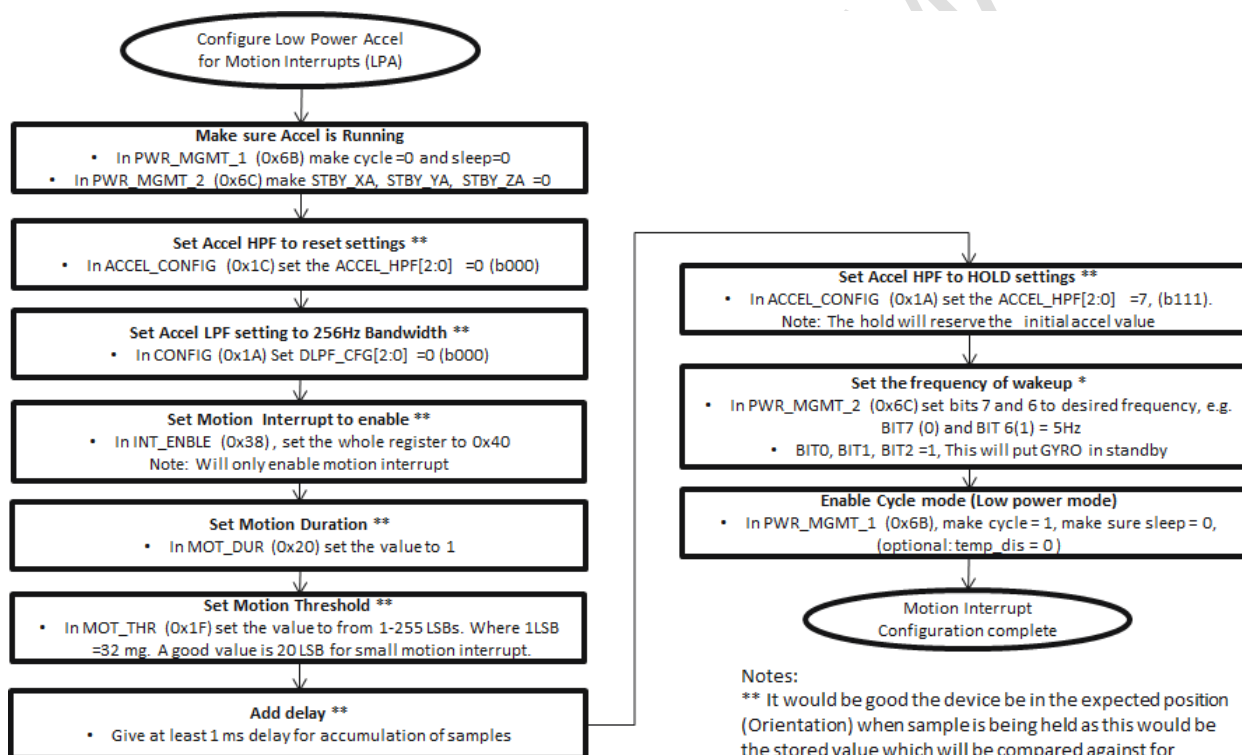 Configure Low Power Accel
for Motion Interrupts (LPA)
Make sure Accel is Running
• In PWR_MGMT_1 (0x6B) make cycle =0 and sleep=0
• In PWR_MGMT_2 (0x6C) make STBY_XA, STBY_YA, STBY_ZA =0
Set Accel HPF to reset settings **
• In ACCEL_CONFIG (0x1C) set the ACCEL_HPF[2:0] =0 (b000)
Set Accel LPF setting to 256Hz Bandwidth **
• In CONFIG (0x1A) Set DLPF_CFG[2:0] =0 (b000)
Set Motion Interrupt to enable **
• In INT_ENBLE (0x38), set the whole register to 0x40
Note: Will only enable motion interrupt
Set Motion Duration **
• In MOT_DUR (0x20) set the value to 1
Set Motion Threshold **
• In MOT_THR (0x1F) set the value to from 1-255 LSBs. Where 1LSB
=32 mg. A good value is 20 LSB for small motion interrupt.
Add delay **
• Give at least 1 ms delay for accumulation of samples
Set Accel HPF to HOLD settings **
• In ACCEL_CONFIG (0x1A) set the ACCEL_HPF[2:0] =7, (b111).
Note: The hold will reserve the initial accel value
Set the frequency of wakeup *
• In PWR_MGMT_2 (0x6C) set bits 7 and 6 to desired frequency, e.g.
BIT7 (0) and BIT 6(1) = 5Hz
• BIT0, BIT1, BIT2 =1, This will put GYRO in standby
Enable Cycle mode (Low power mode)
• In PWR_MGMT_1 (0x6B), make cycle = 1, make sure sleep = 0,
(optional: temp_dis = 0)
Motion Interrupt
Configuration complete
Notes:
** It would be good the device be in the expected position
(Orientation) when sample is being held as this would be
the stored value which will be compared against for